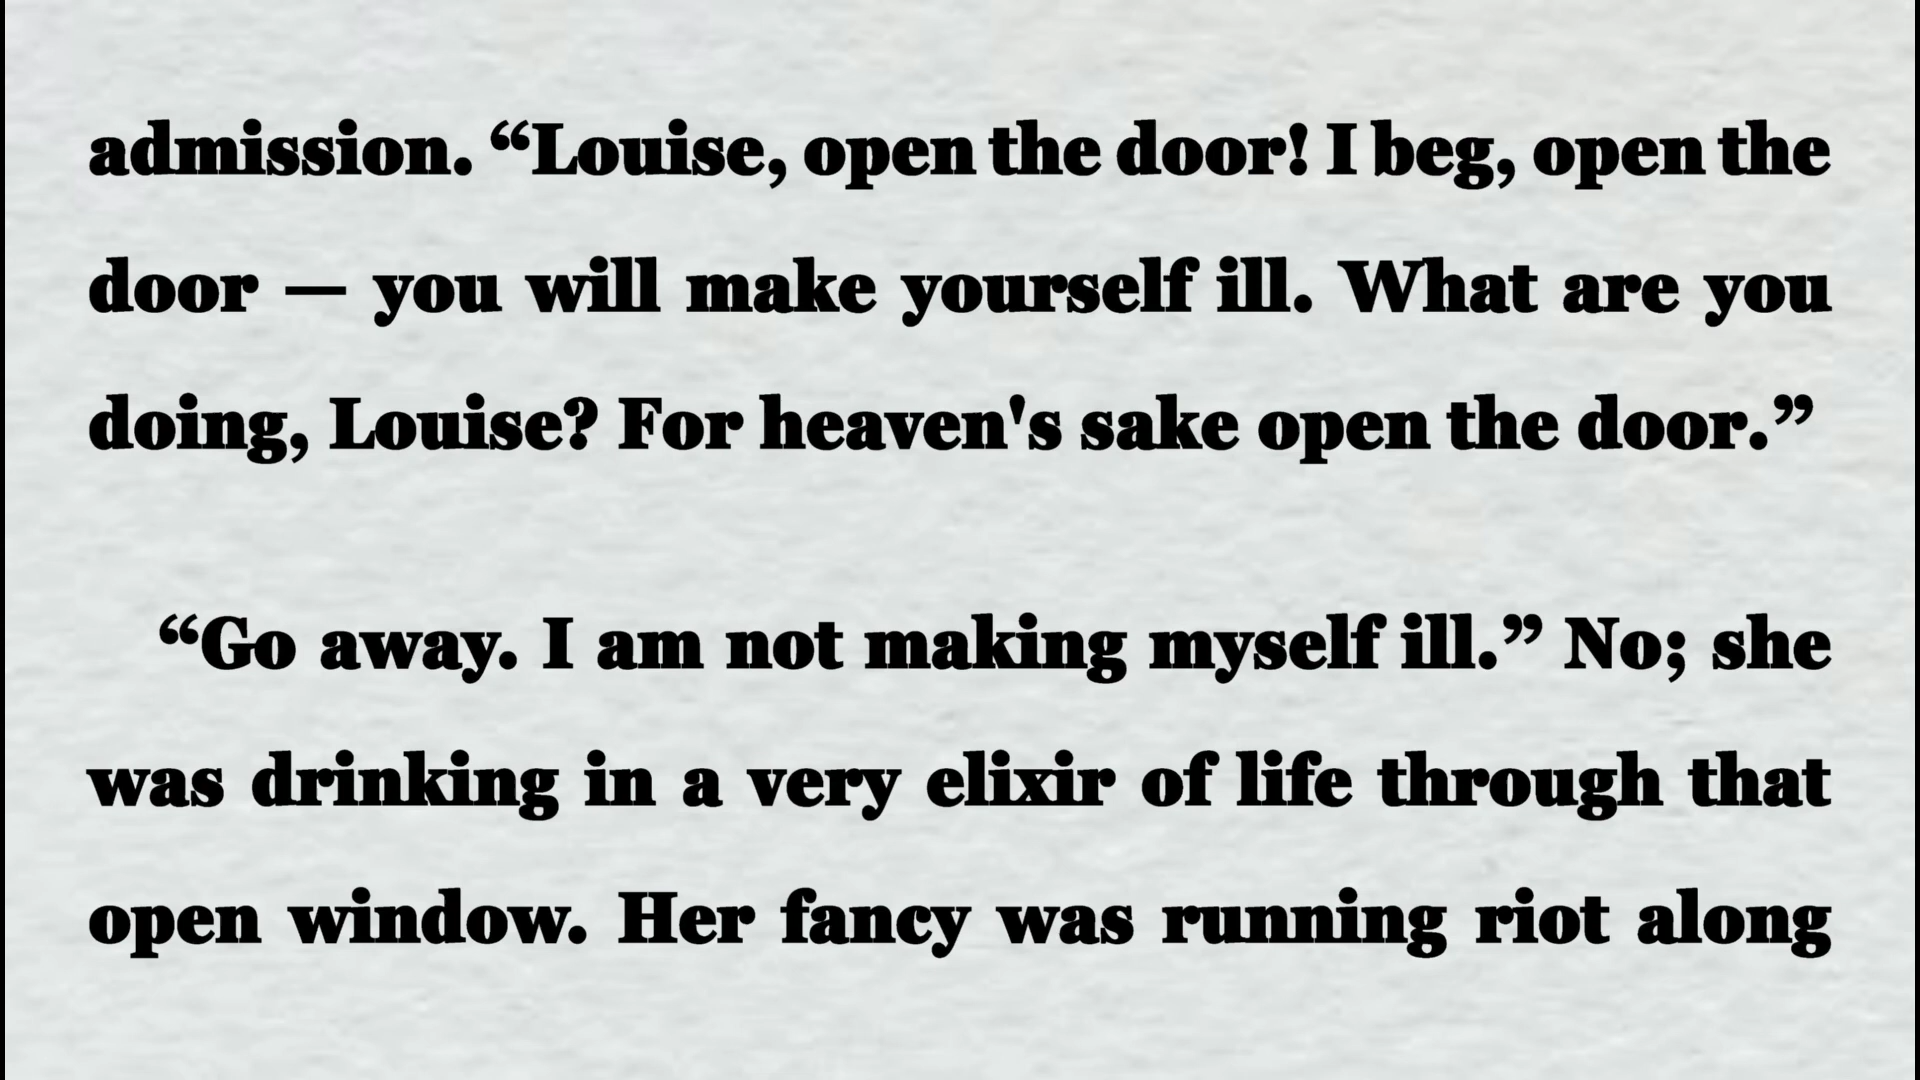 admission. “Louise, open the door! I beg, open the
door — you will make yourself ill. What are you
doing, Louise? For heaven's sake open the door.”
“Go away. I am not making myself ill.” No; she
was drinking in a very elixir of life through that
open window. Her fancy was running riot along